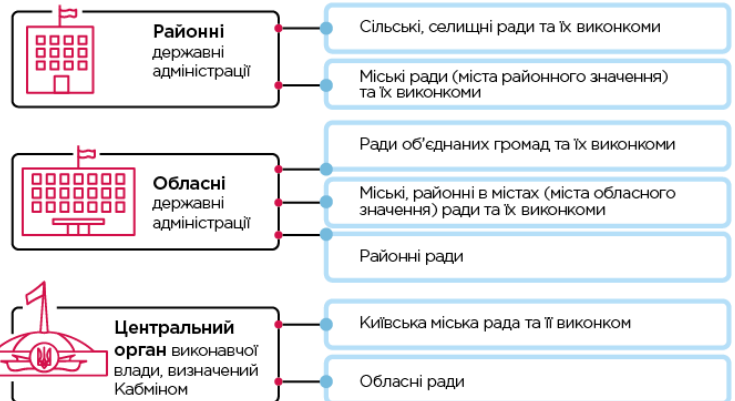 Районні
державні
адміністрації
Сільські, селищні ради та їх виконкоми
Міські ради (міста районного значення)
та їх виконкоми
Обласні
державні
адміністрації
Ради об'єднаних громад та їх виконкоми
Міські, районні в містах (міста обласного
значення) ради та їх виконкоми
Районні ради
Центральний
орган виконавчої
влади, визначений
Кабміном
Київська міська рада та її виконком
Обласні ради